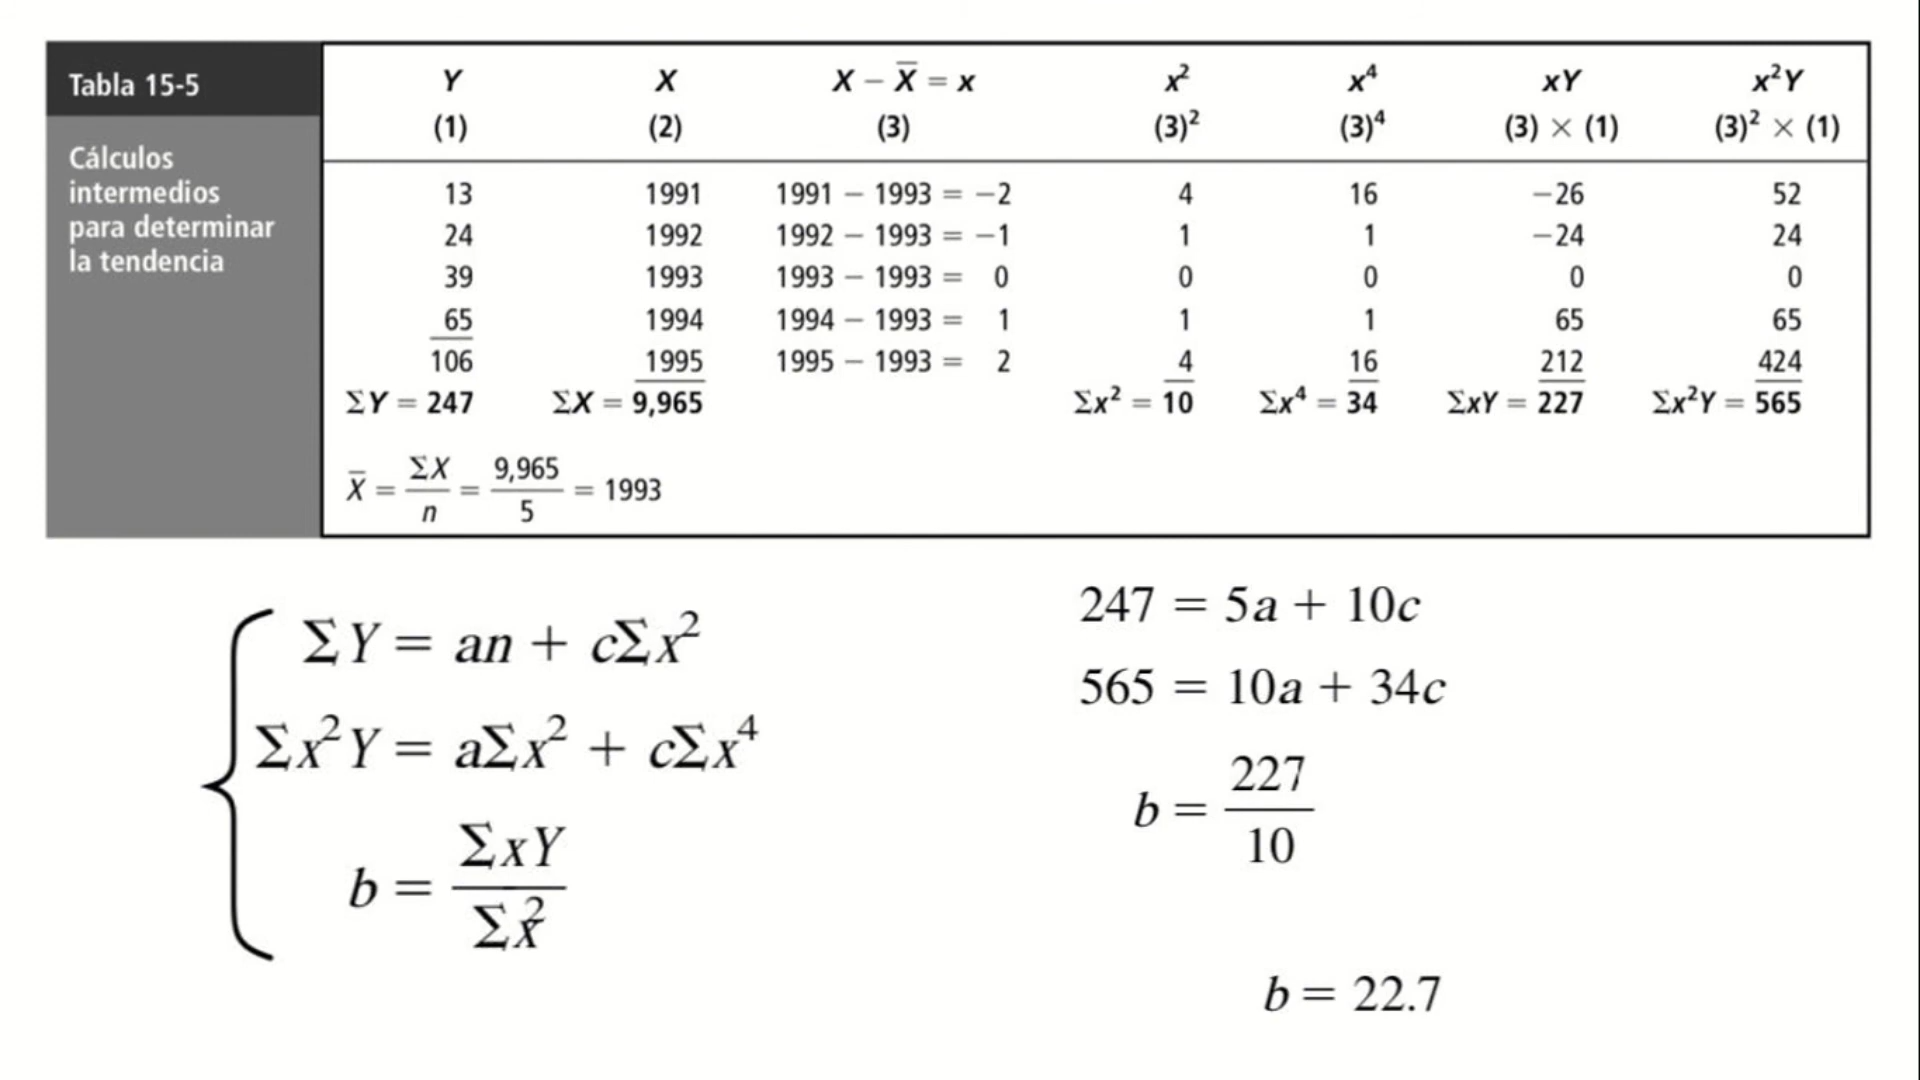 Tabla 15-5
Cálculos
intermedios
para determinar
la tendencia
Y X X − X̄ = x x² x⁴ xY x²Y
(1) (2) (3) (3)² (3)⁴ (3) × (1) (3)² × (1)
13 1991 1991 − 1993 = −2 4 16 −26 52
24 1992 1992 − 1993 = −1 1 1 −24 24
39 1993 1993 − 1993 = 0 0 0 0 0
65 1994 1994 − 1993 = 1 1 1 65 65
106 1995 1995 − 1993 = 2 4 16 212 424
ΣY = 247 ΣX = 9,965 Σx² = 10 Σx⁴ = 34 ΣxY = 227 Σx²Y = 565
X̄ = ΣX/n = 9,965/5 = 1993
ΣY = an + cΣx²
Σx²Y = aΣx² + cΣx⁴
b = ΣxY/Σx²
247 = 5a + 10c
565 = 10a + 34c
b = 227/10
b = 22.7